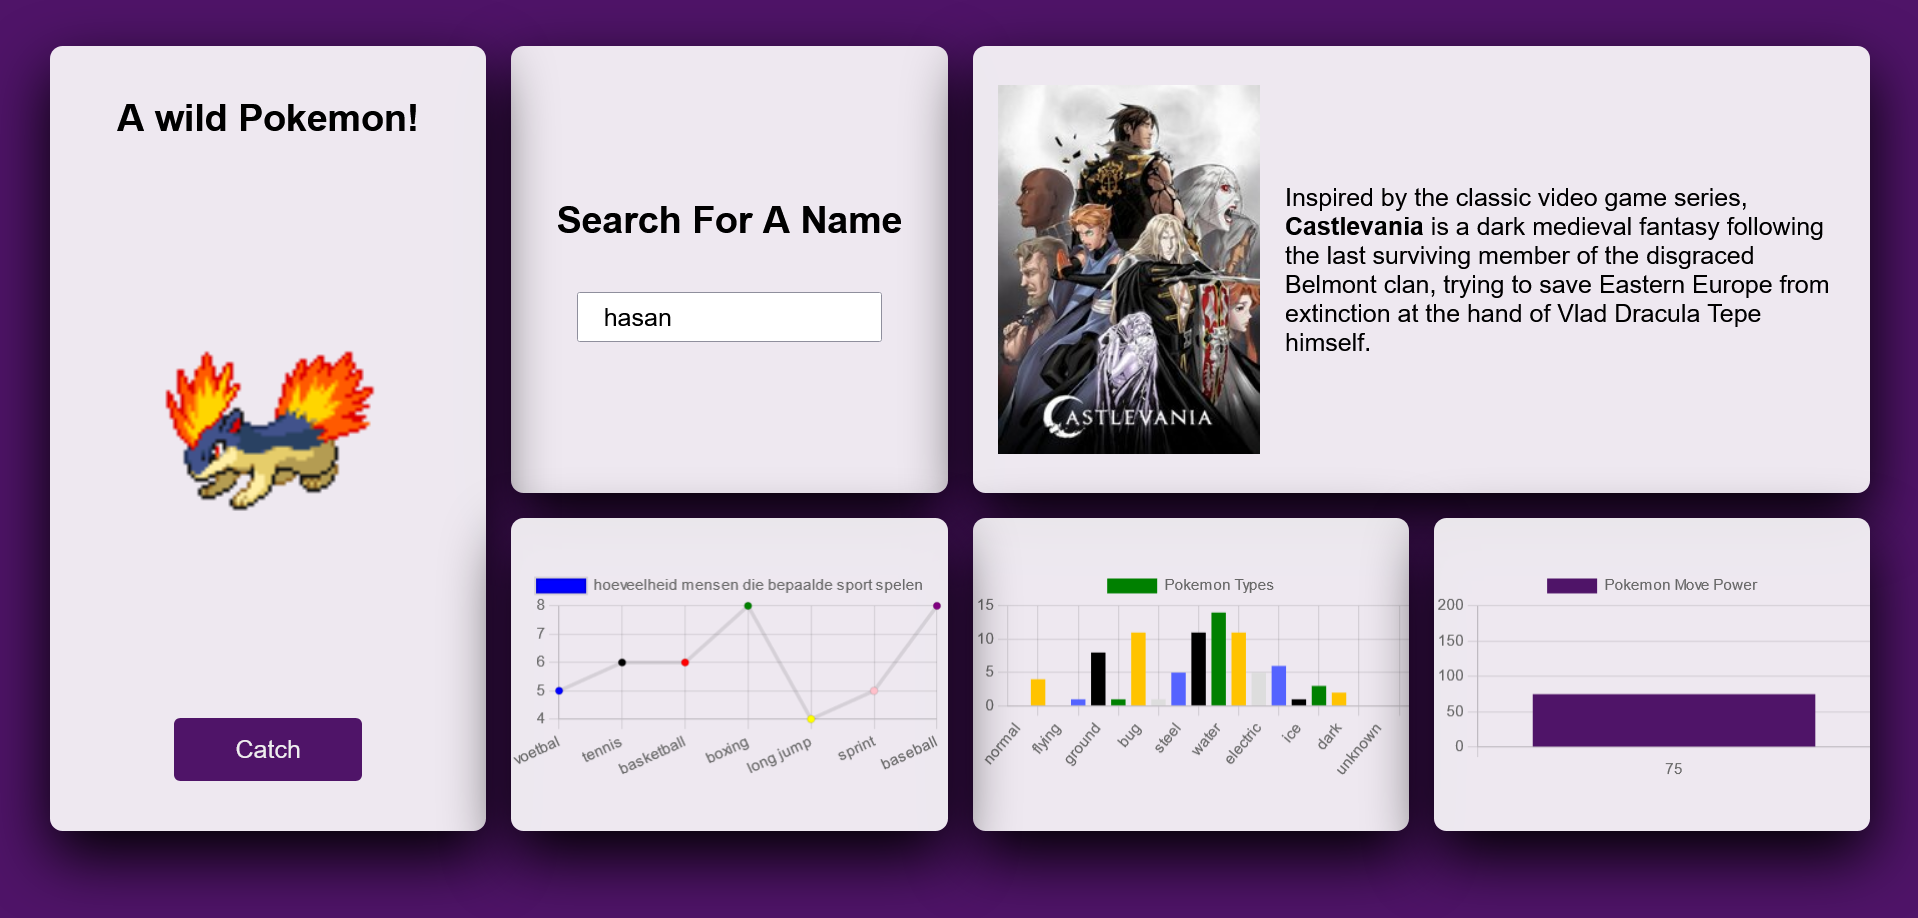 A wild Pokemon!
Catch
Search For A Name
hasan
CASTLEVANIA
Inspired by the classic video game series,
Castlevania is a dark medieval fantasy following
the last surviving member of the disgraced
Belmont clan, trying to save Eastern Europe from
extinction at the hand of Vlad Dracula Tepe
himself.
hoeveelheid mensen die bepaalde sport spelen
8
7
6
5
4
voetbal
tennis
basketball
boxing
long jump
sprint
baseball
Pokemon Types
15
10
5
0
normal
flying
ground
bug
steel
water
electric
ice
dark
unknown
Pokemon Move Power
200
150
100
50
0
75